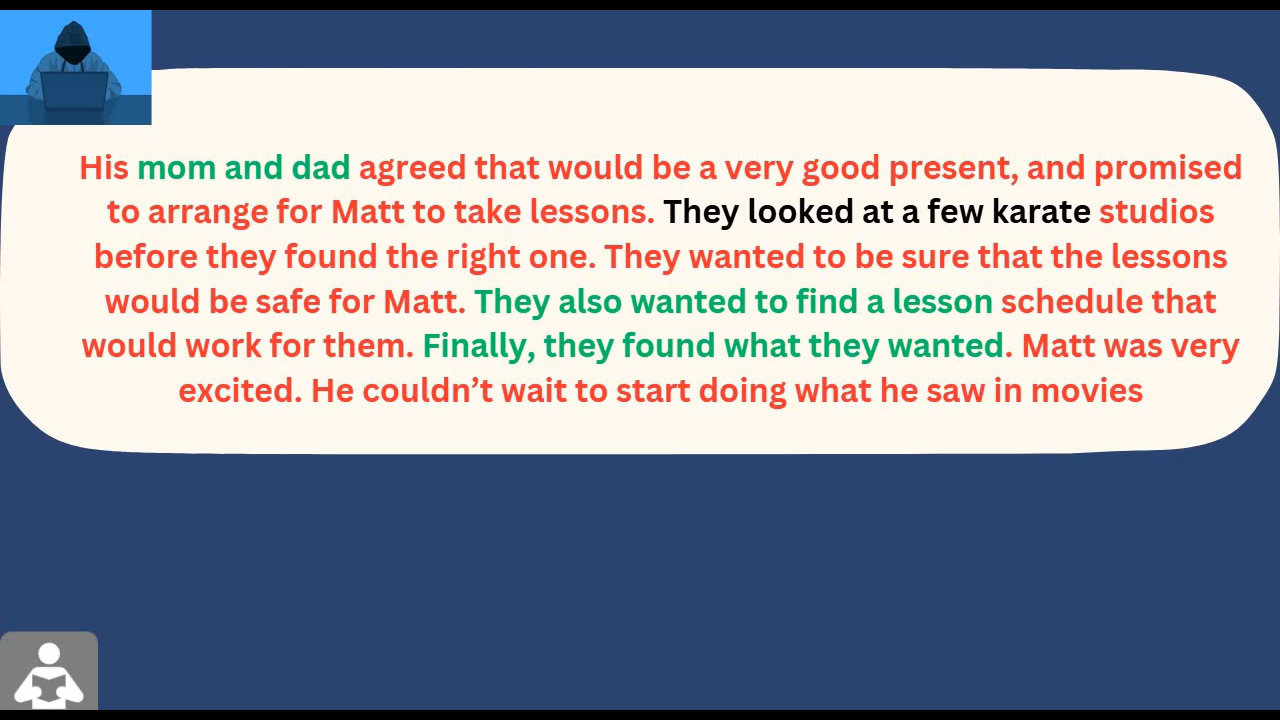 His mom and dad agreed that would be a very good present, and promised
to arrange for Matt to take lessons. They looked at a few karate studios
before they found the right one. They wanted to be sure that the lessons
would be safe for Matt. They also wanted to find a lesson schedule that
would work for them. Finally, they found what they wanted. Matt was very
excited. He couldn’t wait to start doing what he saw in movies